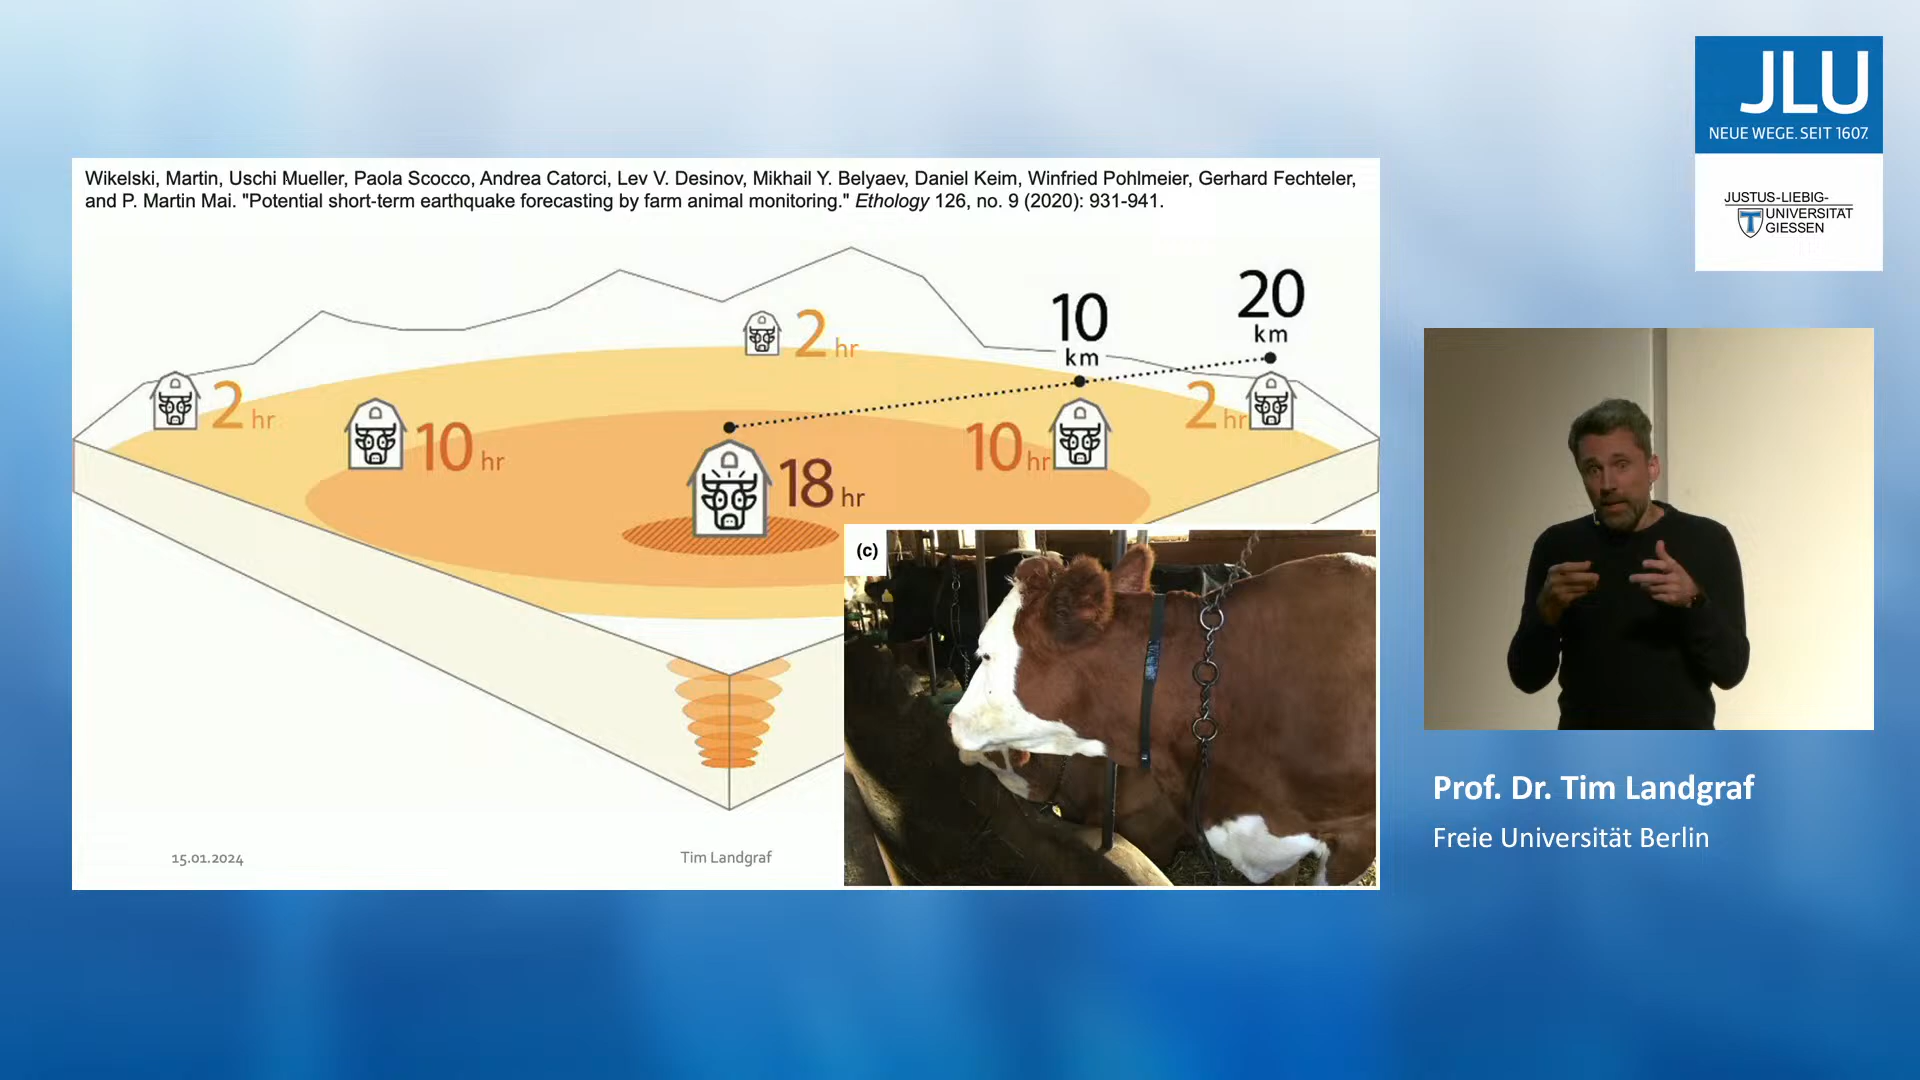 JLU
NEUE WEGE. SEIT 1607.
JUSTUS-LIEBIG-
UNIVERSITÄT
GIESSEN
Wikelski, Martin, Uschi Mueller, Paola Scocco, Andrea Catorci, Lev V. Desinov, Mikhail Y. Belyaev, Daniel Keim, Winfried Pohlmeier, Gerhard Fechteler,
and P. Martin Mai. "Potential short-term earthquake forecasting by farm animal monitoring." Ethology 126, no. 9 (2020): 931-941.
20
km
10
km
2 hr
2 hr
2 hr
10 hr
10 hr
18 hr
(c)
15.01.2024
Tim Landgraf
Prof. Dr. Tim Landgraf
Freie Universität Berlin